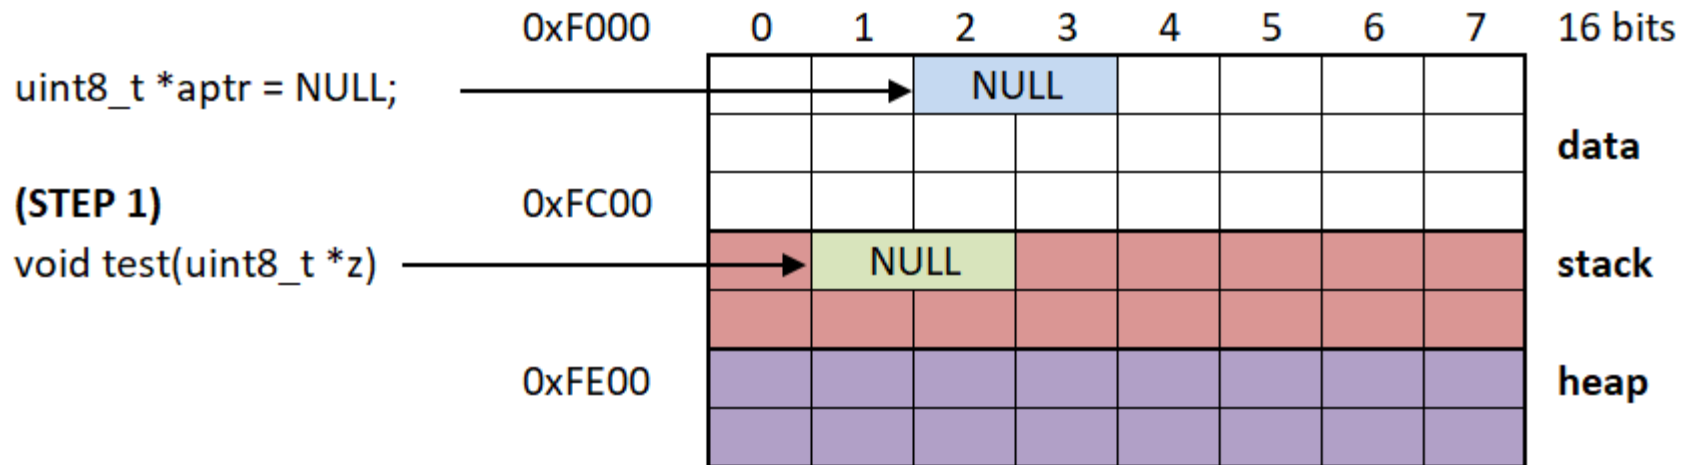 0xF000 0 1 2 3 4 5 6 7 16 bits
uint8_t *aptr = NULL; NULL
data
(STEP 1) 0xFC00
void test(uint8_t *z) NULL stack
0xFE00 heap